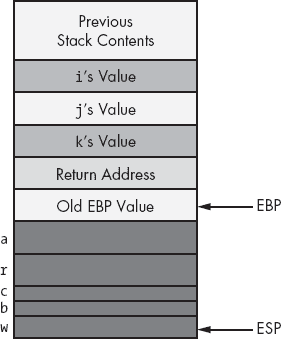 Previous
Stack Contents
i's Value
j's Value
k's Value
Return Address
Old EBP Value
EBP
a
r
c
b
w
ESP